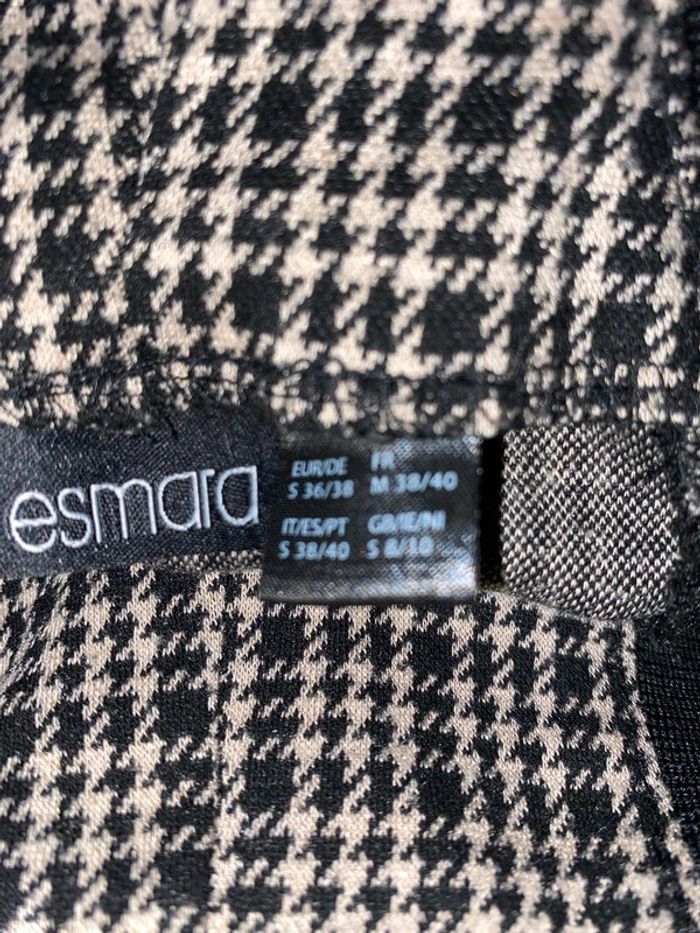 esmara
EUR/DE FR
S 36/38 M 38/40
IT/ES/PT GB/IE/NI
S 38/40 S 8/10